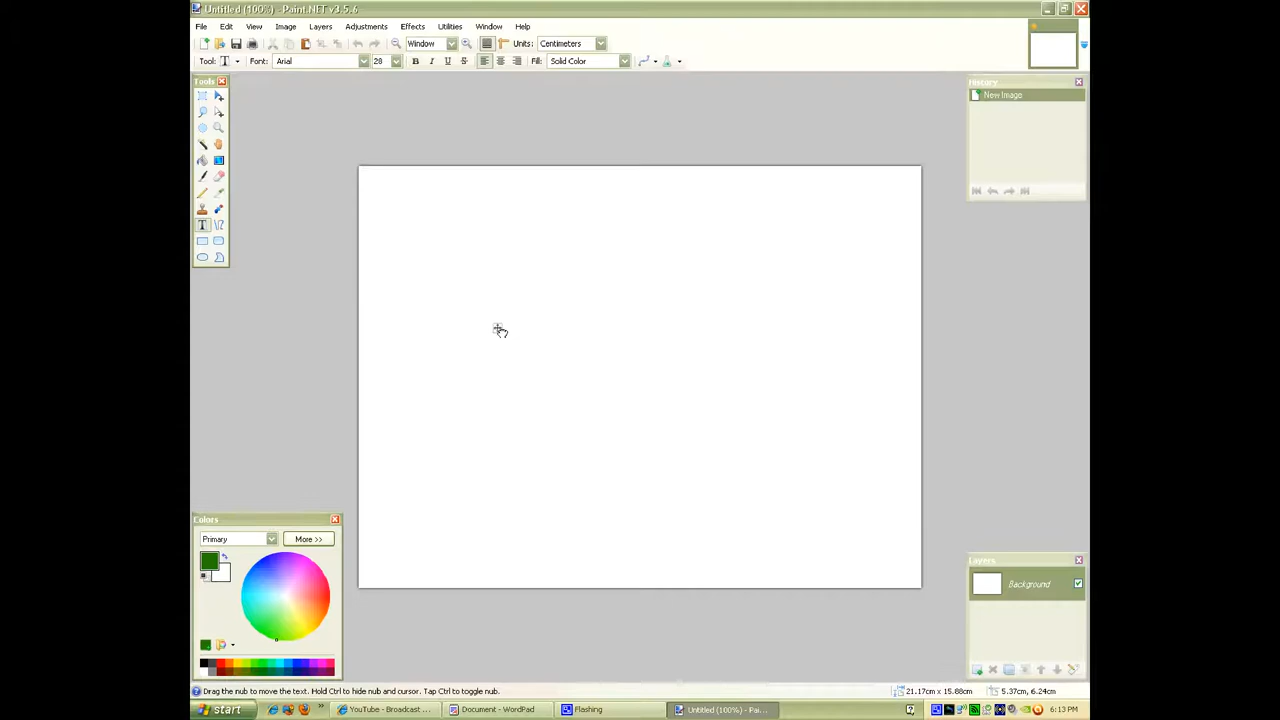 Untitled (100%) - Paint.NET v3.5.6
File Edit View Image Layers Adjustments Effects Utilities Window Help
Window Units: Centimeters
Tool: T Font: Arial 28 B I U S Fill: Solid Color
Tools
History
New Image
T
Colors
Primary More >>
Layers
Background
Drag the nub to move the text. Hold Ctrl to hide nub and cursor. Tap Ctrl to toggle nub. 21.17cm x 15.88cm 5.37cm, 6.24cm
start YouTube - Broadcast ... Document - WordPad Flashing Untitled (100%) - Pai... 6:13 PM